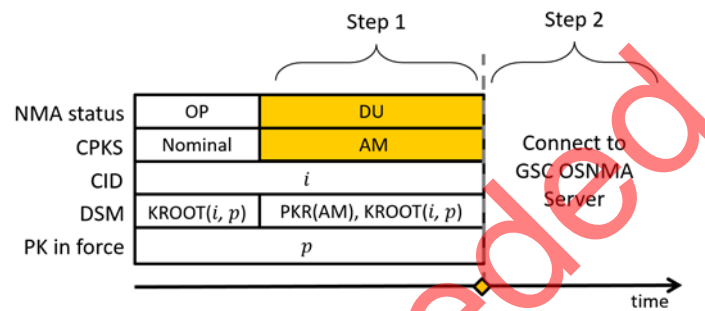 Step 1 Step 2
NMA status OP DU
CPKS Nominal AM
CID i
DSM KROOT(i, p) PKR(AM), KROOT(i, p)
PK in force p
Connect to
GSC OSNMA
Server
time
eded